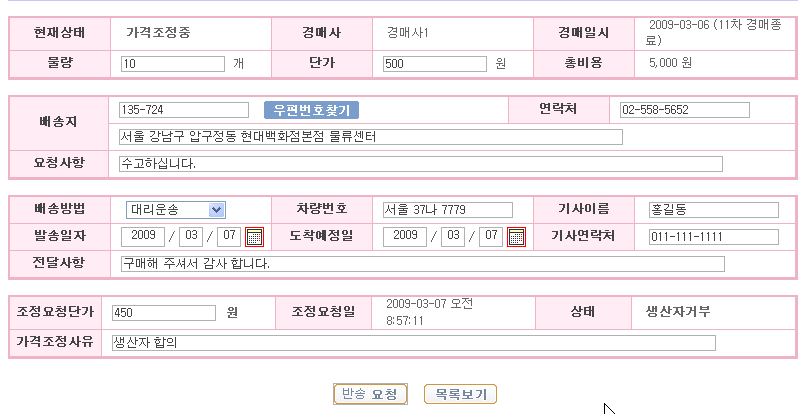 현재상태 가격조정중 경매사 경매사1 경매일시 2009-03-06 (11차 경매종료)
물량 10 개 단가 500 원 총비용 5,000 원
배송지 135-724 우편번호찾기 연락처 02-558-5652
서울 강남구 압구정동 현대백화점본점 물류센터
요청사항 수고하십니다.
배송방법 대리운송 차량번호 서울 37나 7779 기사이름 홍길동
발송일자 2009 / 03 / 07 도착예정일 2009 / 03 / 07 기사연락처 011-111-1111
전달사항 구매해 주셔서 감사 합니다.
조정요청단가 450 원 조정요청일 2009-03-07 오전 8:57:11 상태 생산자거부
가격조정사유 생산자 합의
반송 요청 목록보기